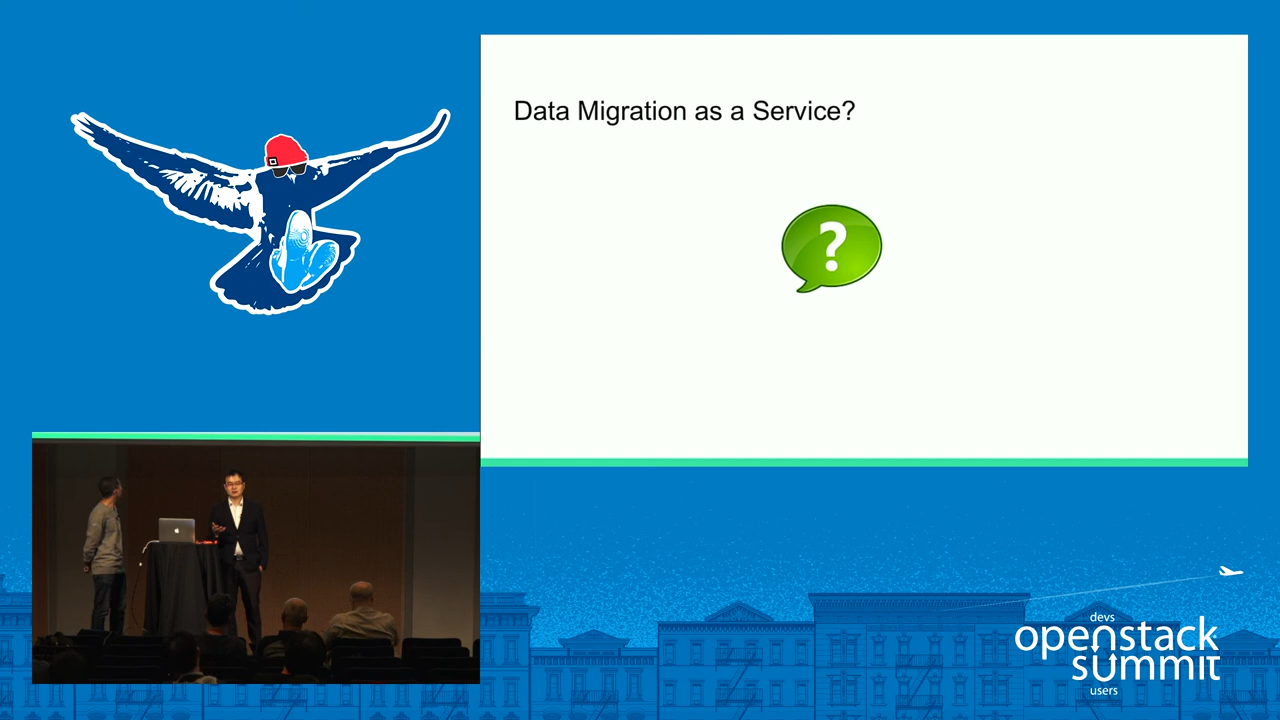 Data Migration as a Service?
?
devs
openstack
summit
users